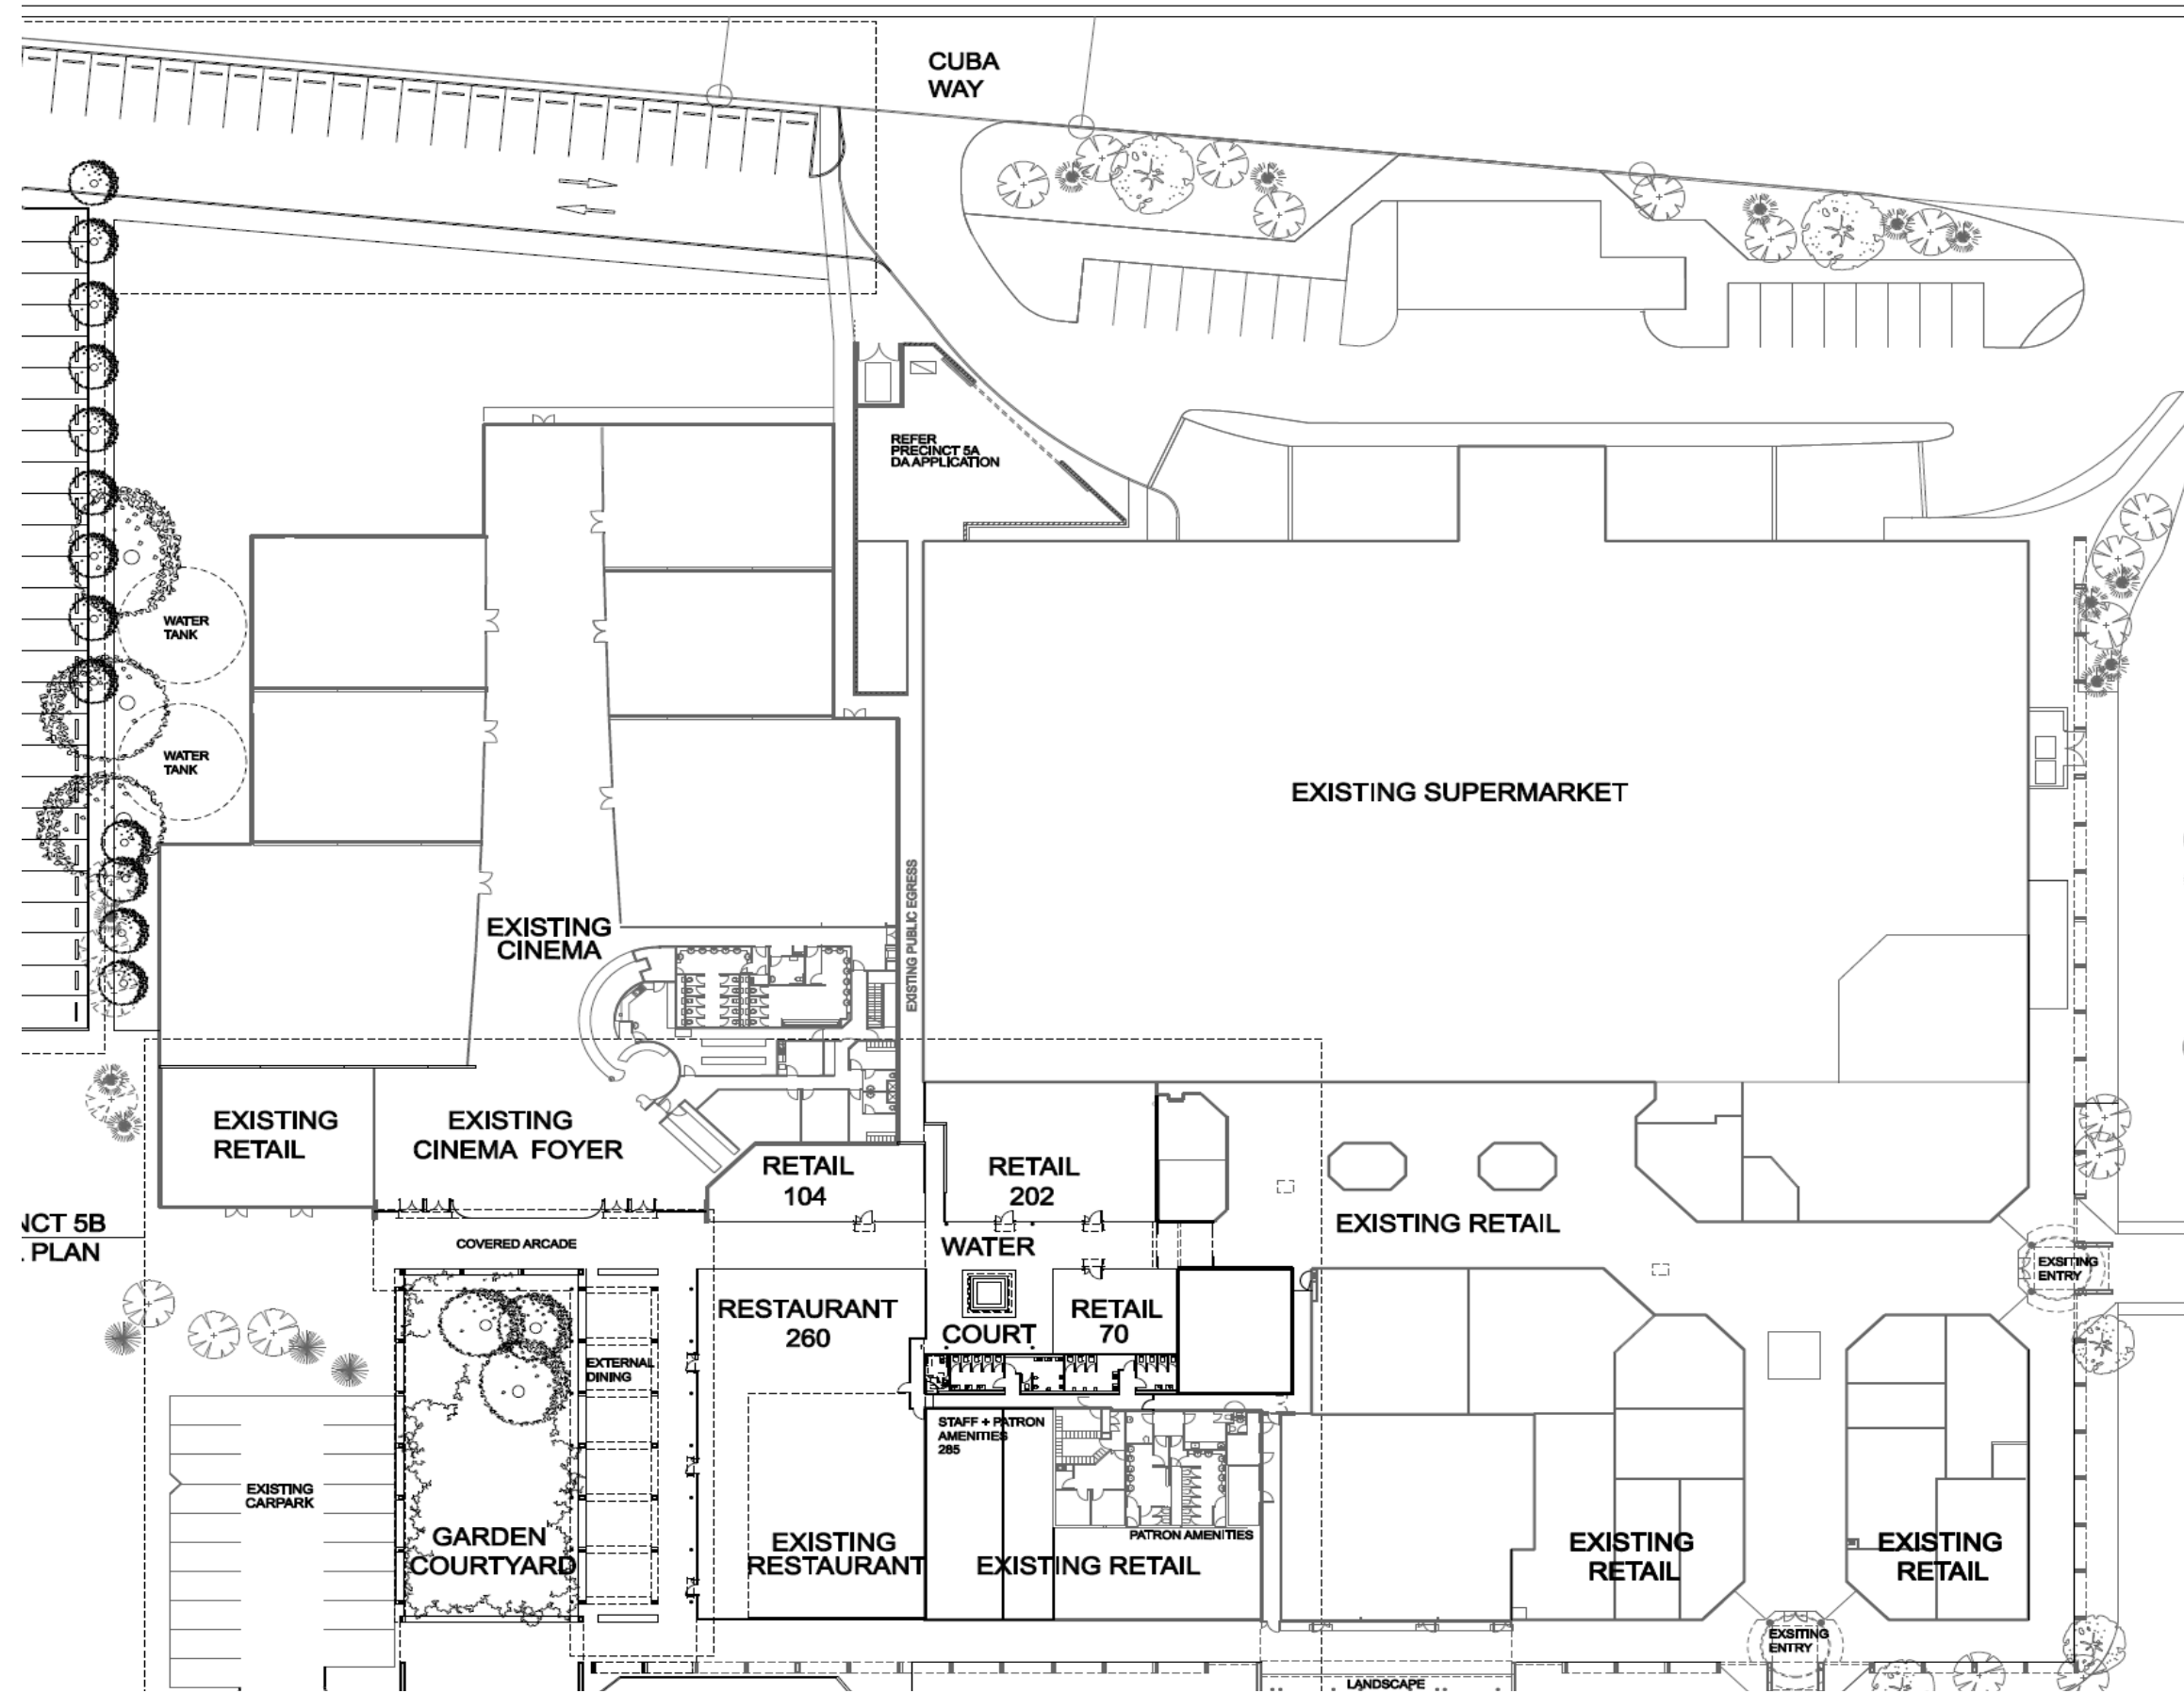 CUBA
WAY
REFER
PRECINCT 5A
DA APPLICATION
WATER
TANK
WATER
TANK
EXISTING SUPERMARKET
EXISTING PUBLIC EGRESS
EXISTING
CINEMA
EXISTING
RETAIL
EXISTING
CINEMA FOYER
RETAIL
104
RETAIL
202
EXISTING RETAIL
NCT 5B
. PLAN
COVERED ARCADE
WATER
COURT
EXSITING
ENTRY
RESTAURANT
260
RETAIL
70
EXTERNAL
DINING
STAFF + PATRON
AMENITIES
285
EXISTING
CARPARK
GARDEN
COURTYARD
EXISTING
RESTAURANT
PATRON AMENITIES
EXISTING RETAIL
EXISTING
RETAIL
EXISTING
RETAIL
EXSITING
ENTRY
LANDSCAPE